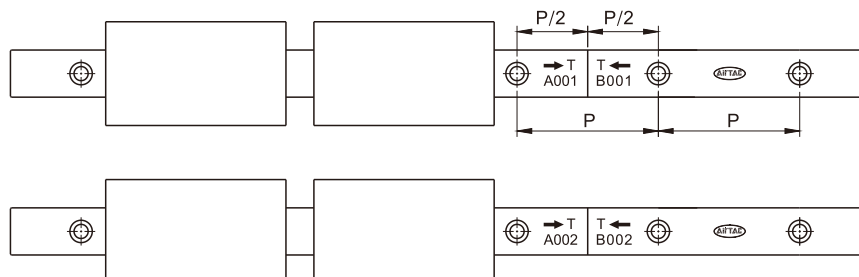 P/2 P/2
→T T←
A001 B001
AirTAC
P P
→T T←
A002 B002
AirTAC